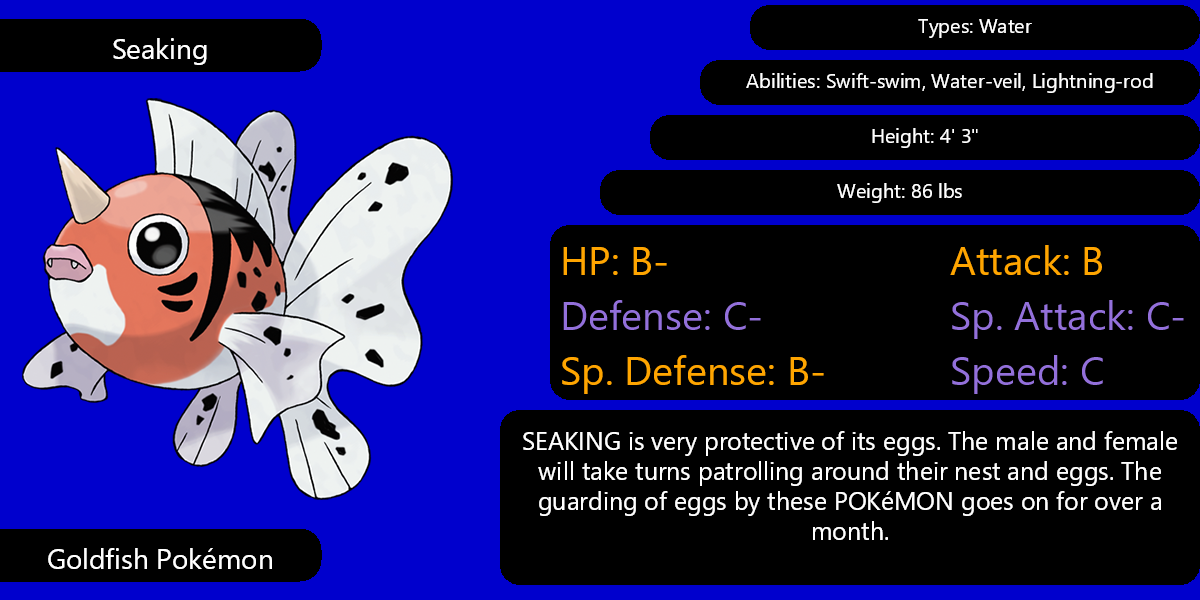 Seaking
Types: Water
Abilities: Swift-swim, Water-veil, Lightning-rod
Height: 4' 3"
Weight: 86 lbs
HP: B-
Attack: B
Defense: C-
Sp. Attack: C-
Sp. Defense: B-
Speed: C
SEAKING is very protective of its eggs. The male and female
will take turns patrolling around their nest and eggs. The
guarding of eggs by these POKéMON goes on for over a
month.
Goldfish Pokémon